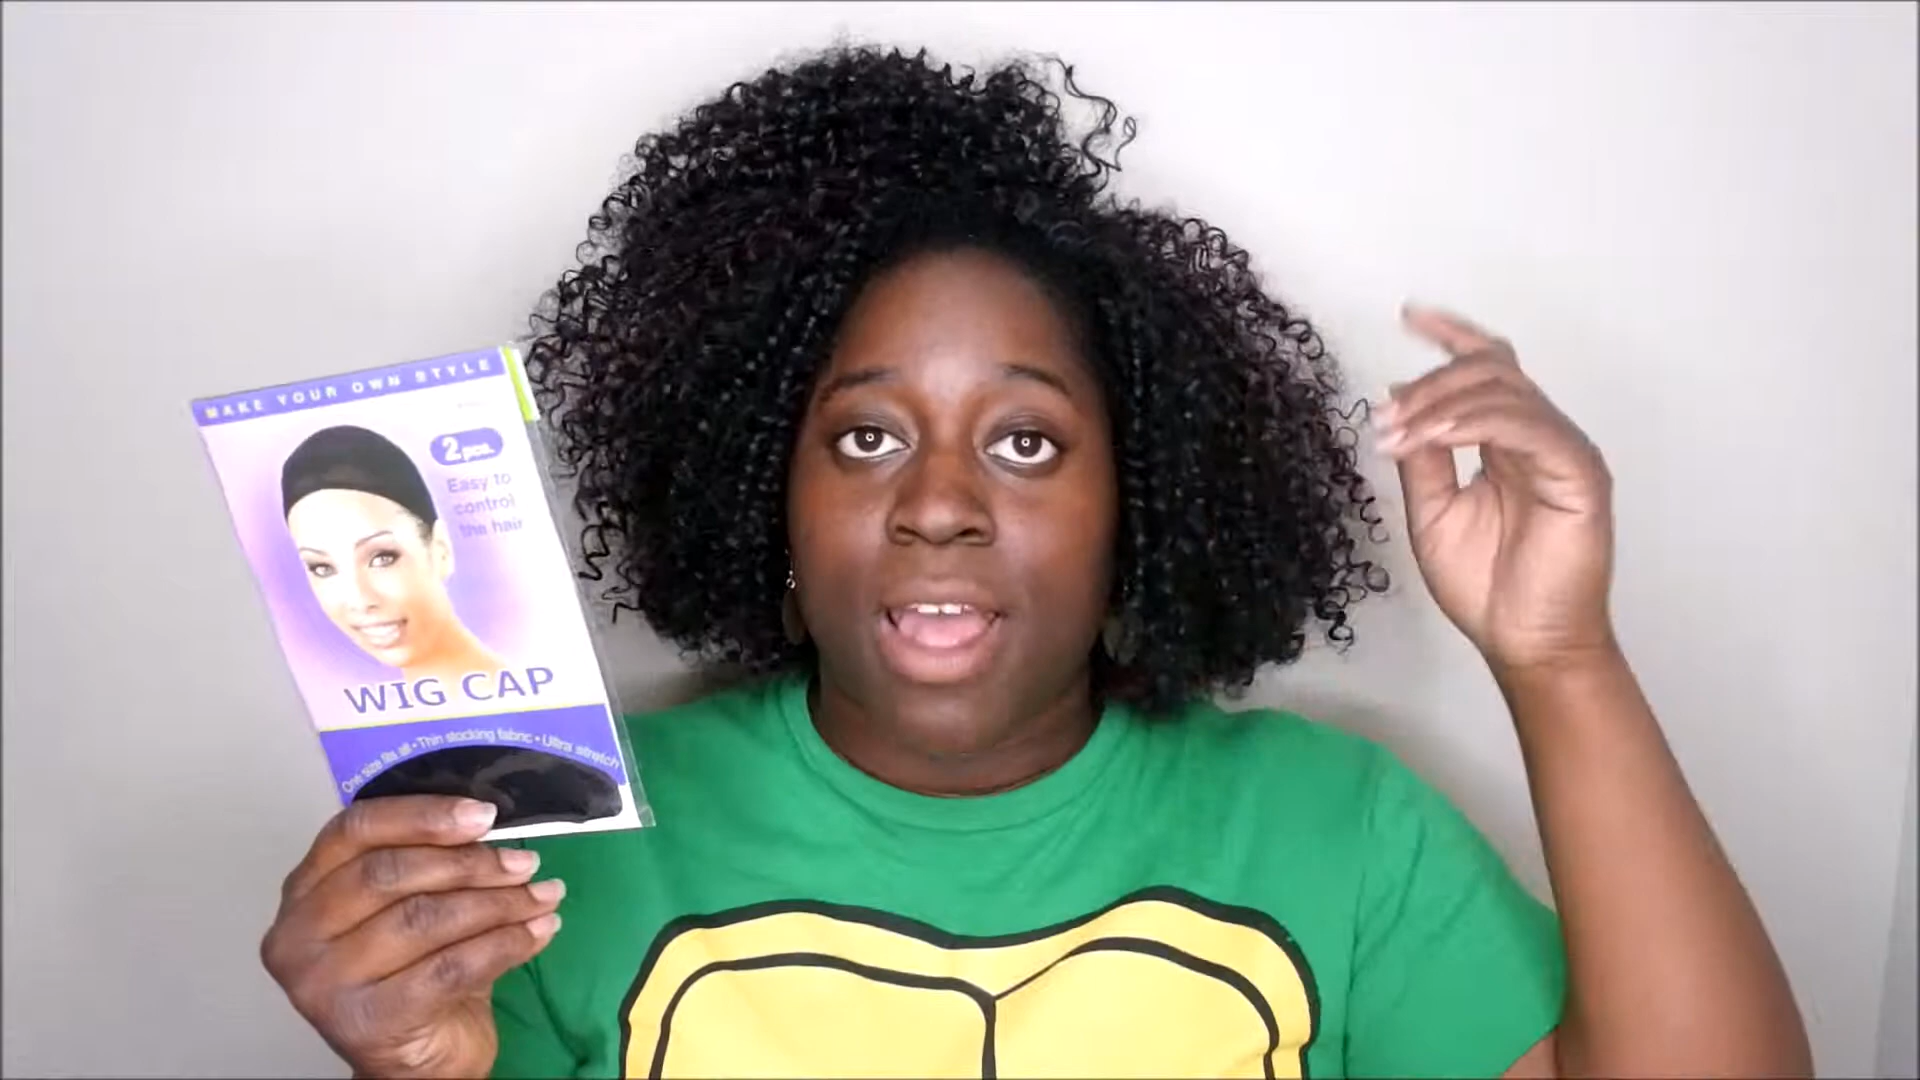 MAKE YOUR OWN STYLE
2 pcs.
Easy to
control
the hair
WIG CAP
One size fits all • Thin stocking fabric • Ultra stretch